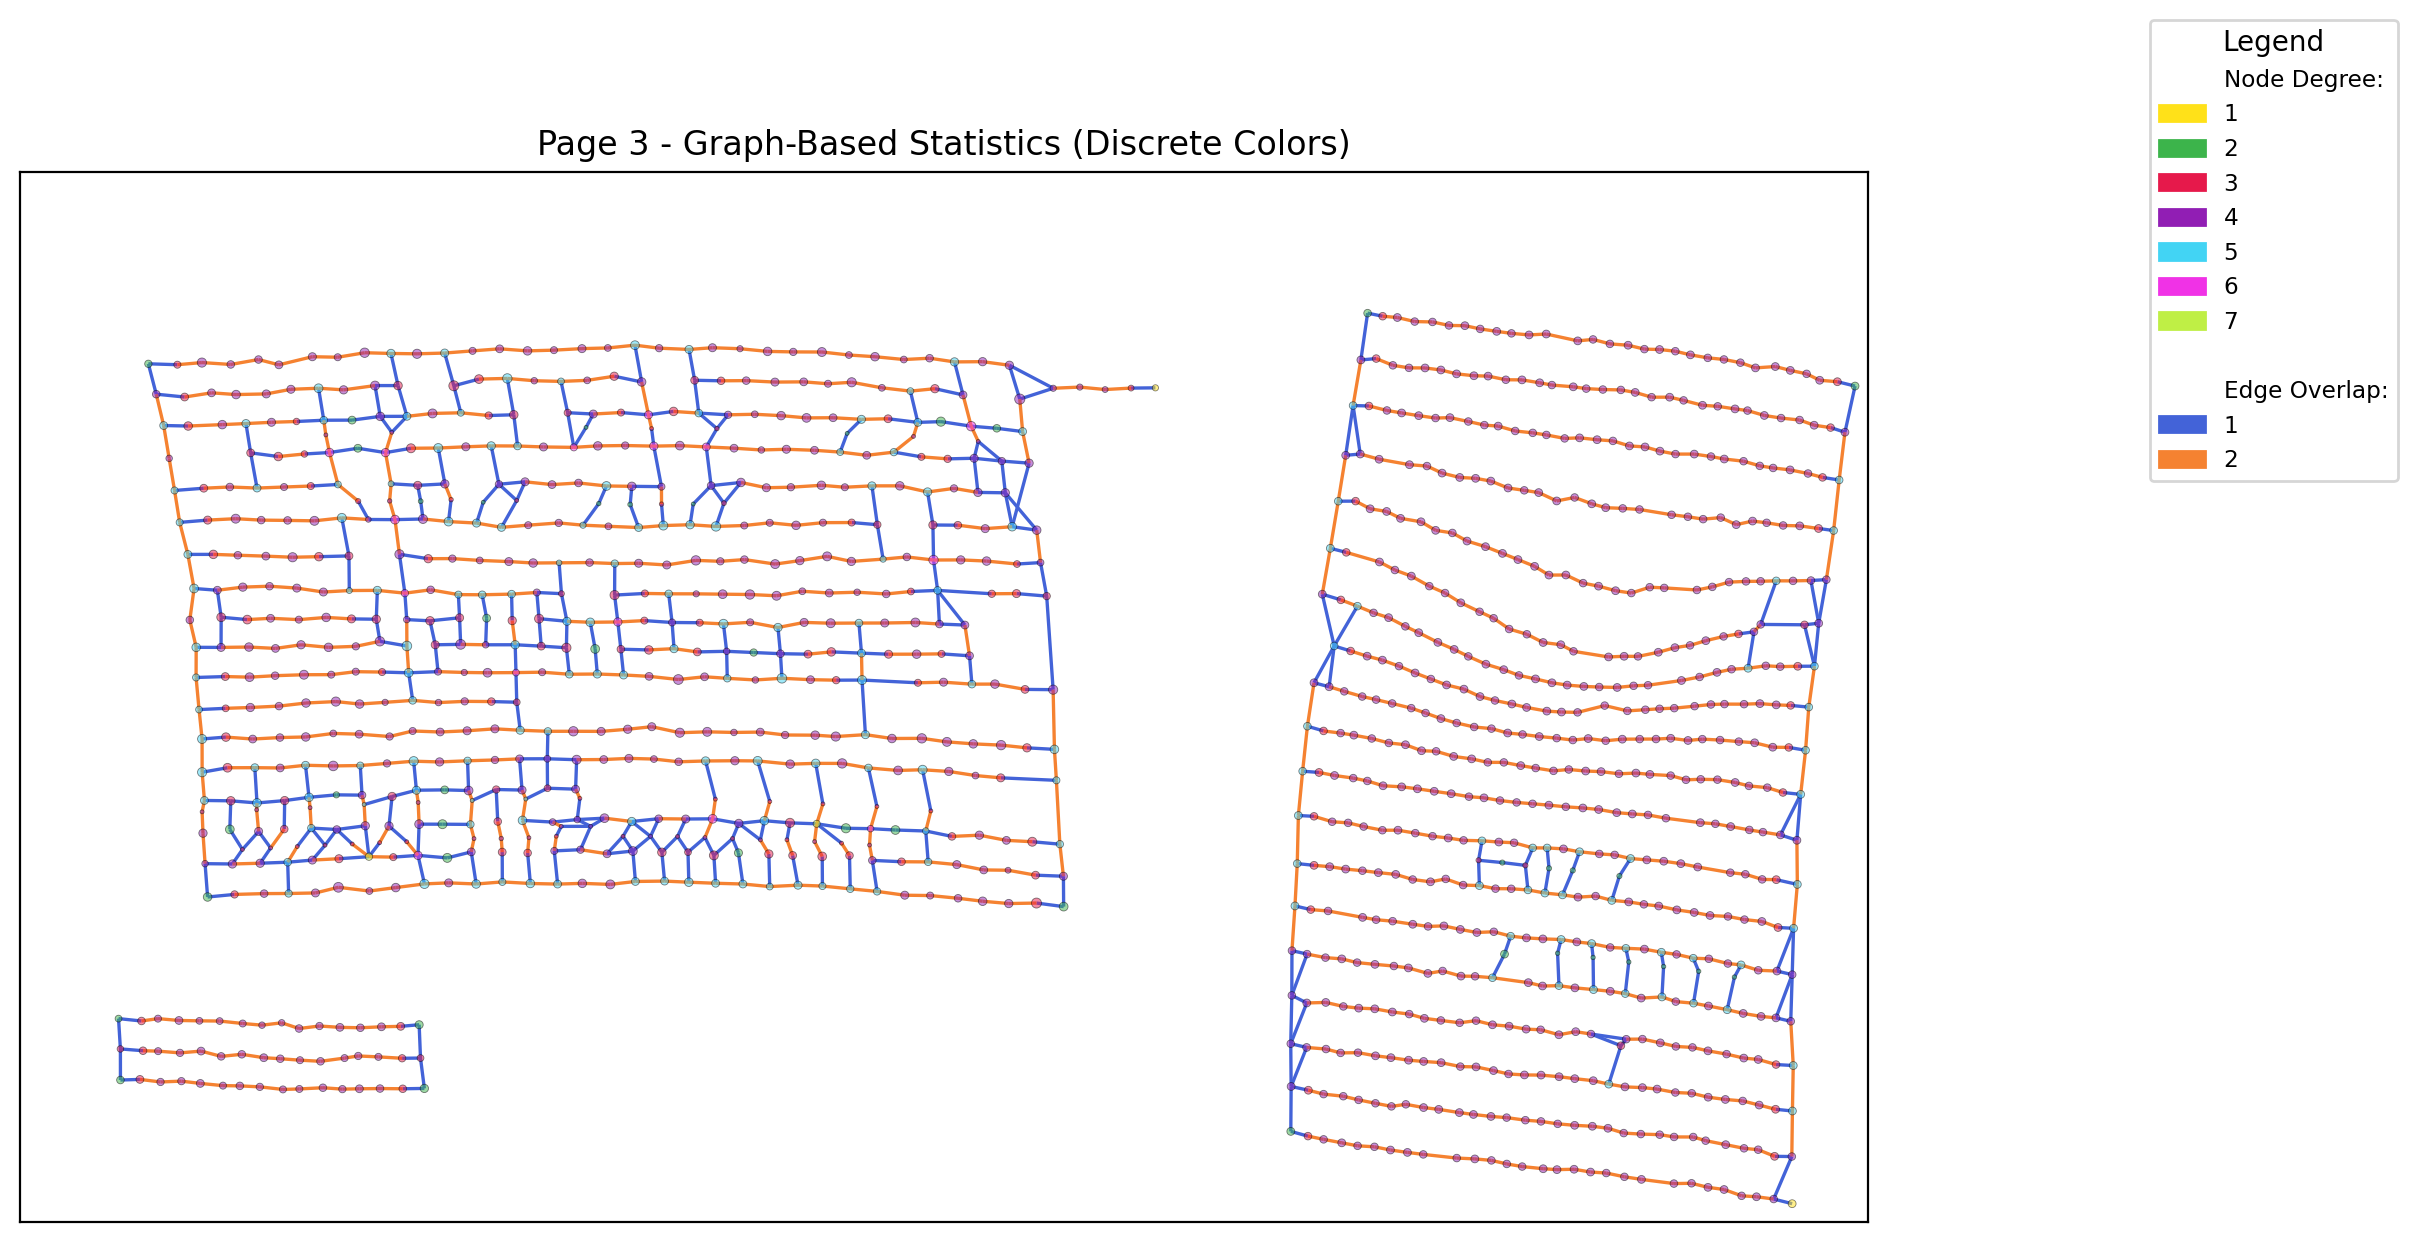 Page 3 - Graph-Based Statistics (Discrete Colors)
Legend
Node Degree:
1
2
3
4
5
6
7
Edge Overlap:
1
2